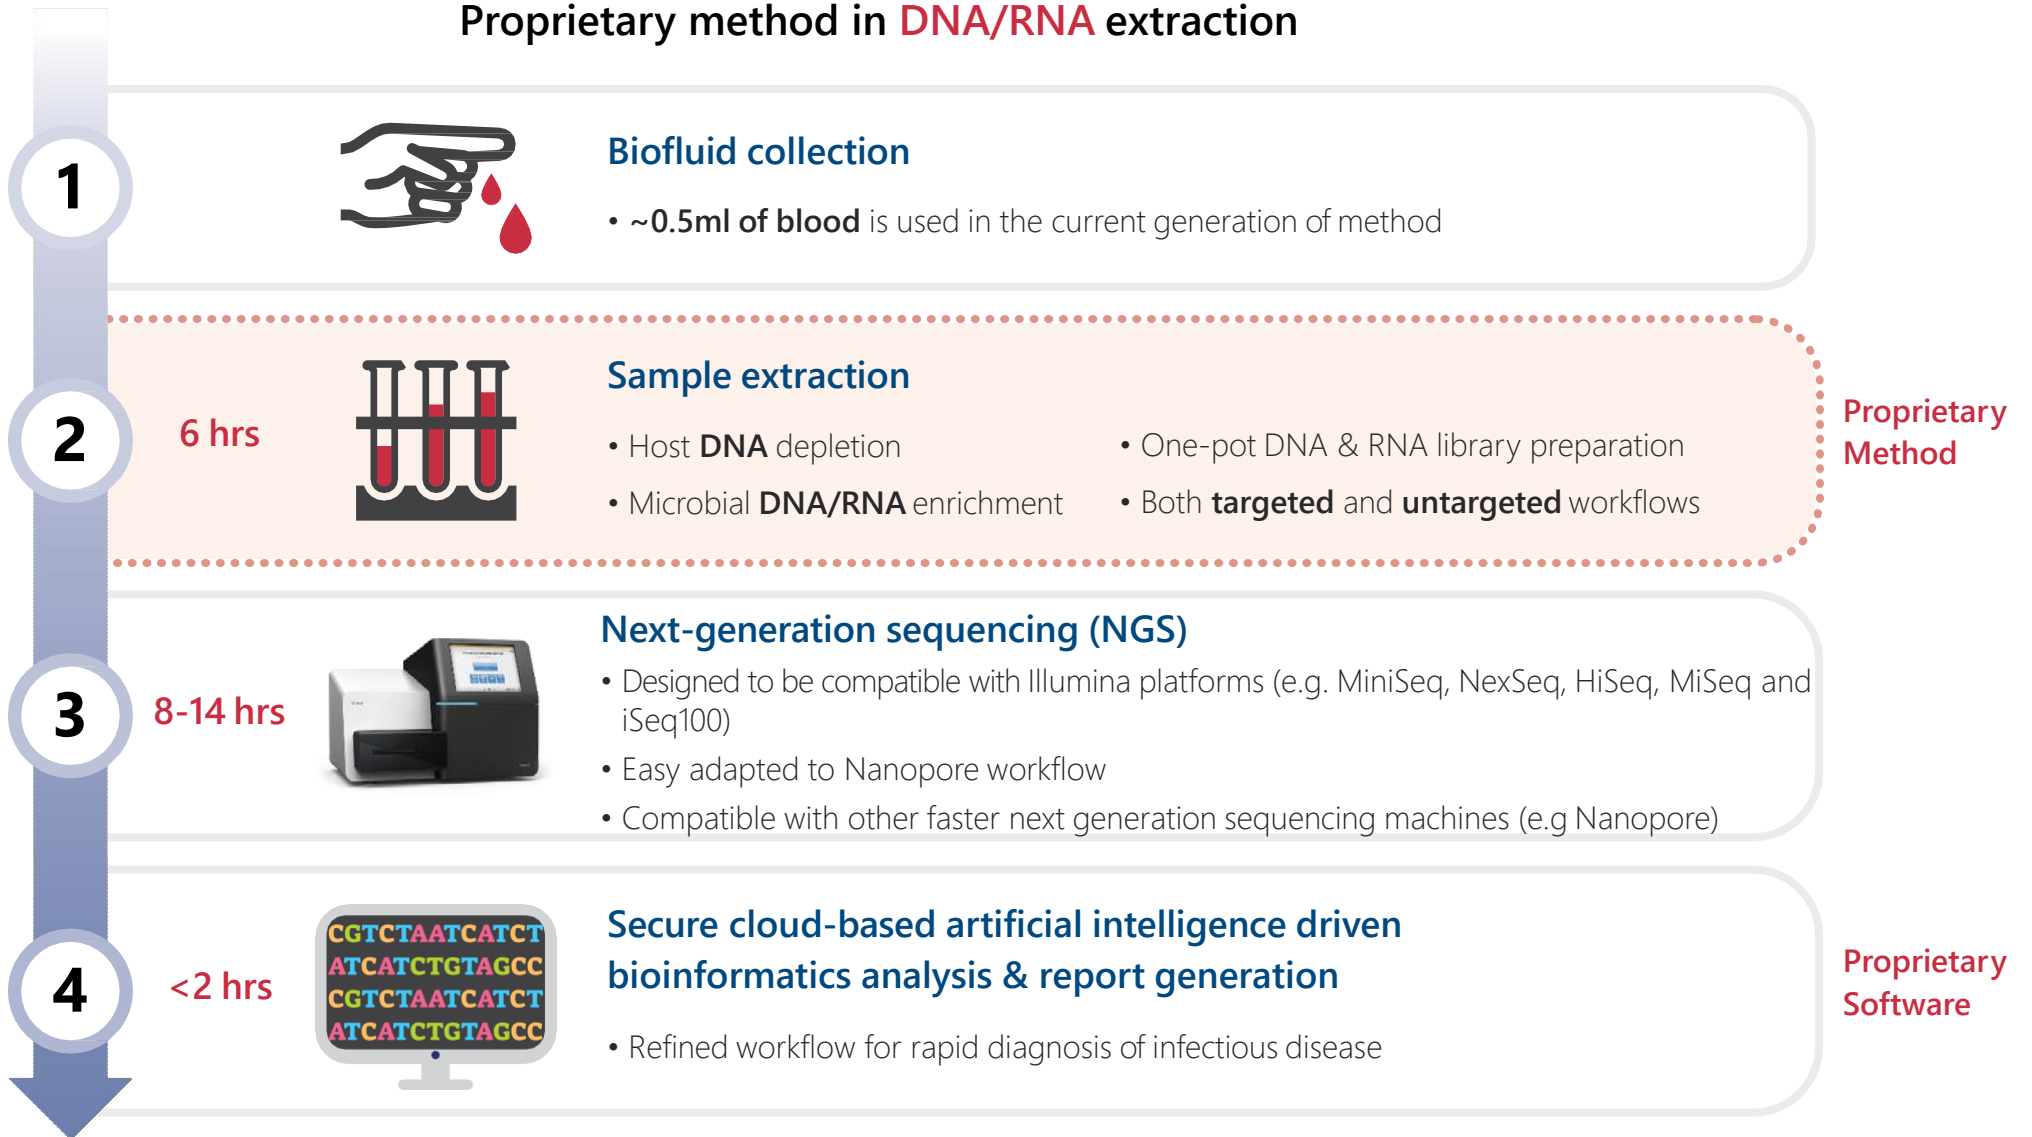 Proprietary method in DNA/RNA extraction
1
Biofluid collection
• ~0.5ml of blood is used in the current generation of method
2
6 hrs
Sample extraction
• Host DNA depletion
• Microbial DNA/RNA enrichment
• One-pot DNA & RNA library preparation
• Both targeted and untargeted workflows
Proprietary
Method
3
8-14 hrs
Next-generation sequencing (NGS)
• Designed to be compatible with Illumina platforms (e.g. MiniSeq, NexSeq, HiSeq, MiSeq and
iSeq100)
• Easy adapted to Nanopore workflow
• Compatible with other faster next generation sequencing machines (e.g Nanopore)
4
<2 hrs
CGTCTAATCATCT
ATCATCTGTAGCC
CGTCTAATCATCT
ATCATCTGTAGCC
Secure cloud-based artificial intelligence driven
bioinformatics analysis & report generation
• Refined workflow for rapid diagnosis of infectious disease
Proprietary
Software